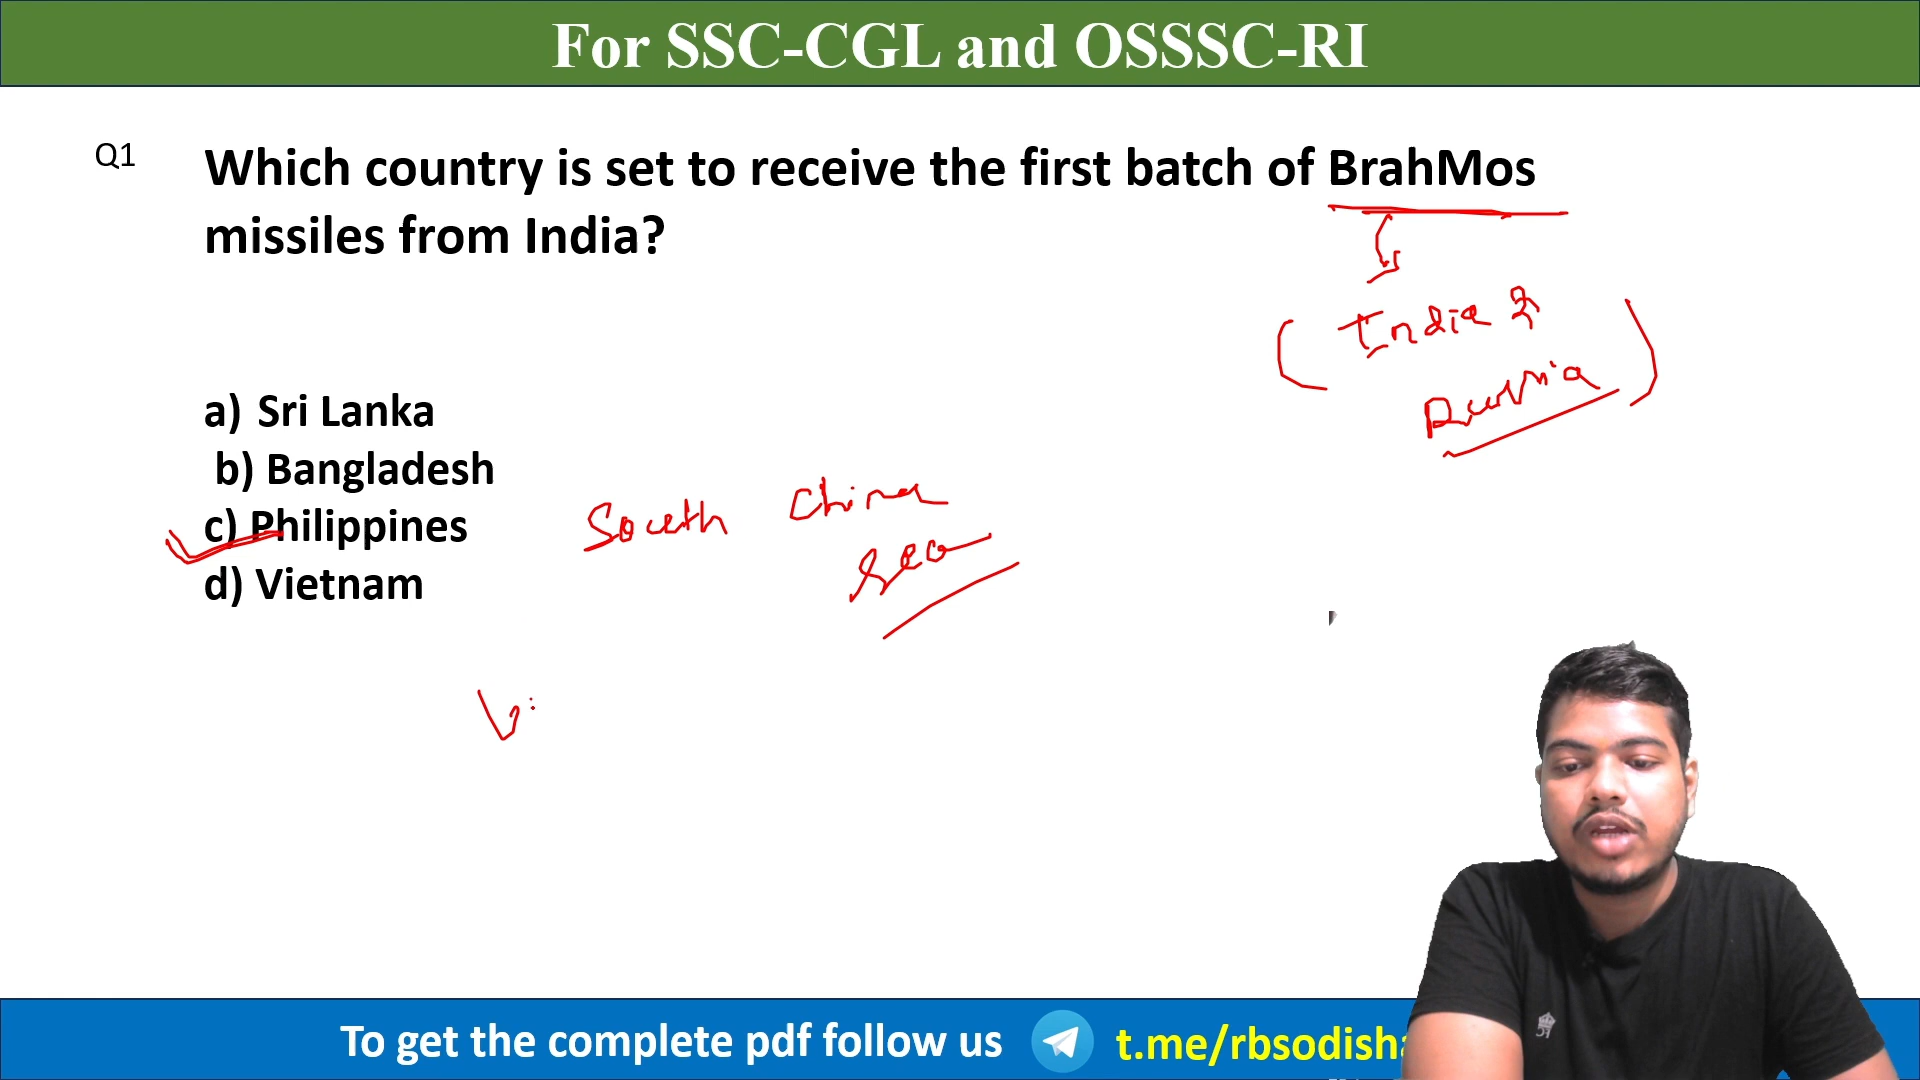 For SSC-CGL and OSSSC-RI
Q1
Which country is set to receive the first batch of BrahMos
missiles from India?
(India &
Russia)
a) Sri Lanka
b) Bangladesh
c) Philippines
d) Vietnam
South China
Sea
Vi
To get the complete pdf follow us t.me/rbsodisha